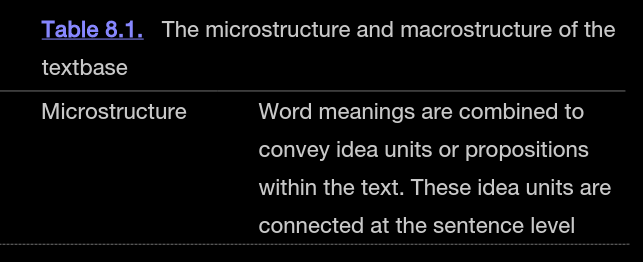 Table 8.1. The microstructure and macrostructure of the
textbase
Microstructure Word meanings are combined to
convey idea units or propositions
within the text. These idea units are
connected at the sentence level